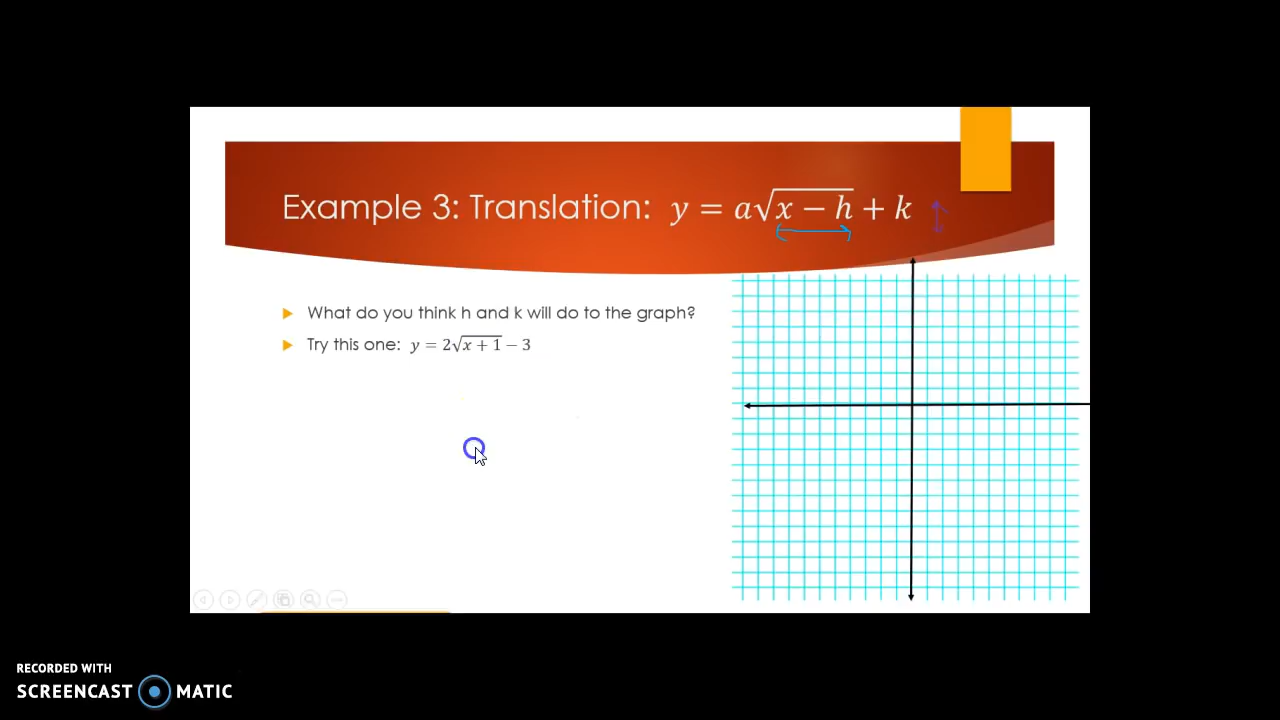 Example 3: Translation: y = a√x − h + k
What do you think h and k will do to the graph?
Try this one: y = 2√x + 1 − 3
RECORDED WITH
SCREENCAST MATIC